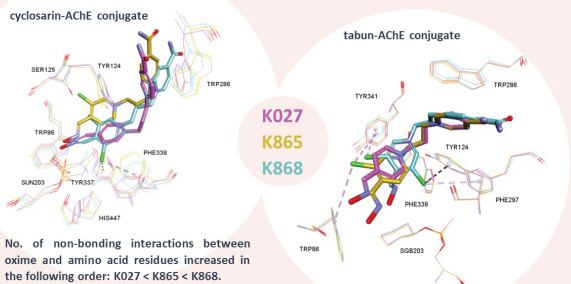 cyclosarin-AChE conjugate
SER125
TYR124
TRP286
TRP86
PHE338
SUN203
TYR337
HIS447
No. of non-bonding interactions between
oxime and amino acid residues increased in
the following order: K027 < K865 < K868.
K027
K865
K868
tabun-AChE conjugate
TRP286
TYR341
TYR124
PHE338
PHE297
TRP86
SGB203